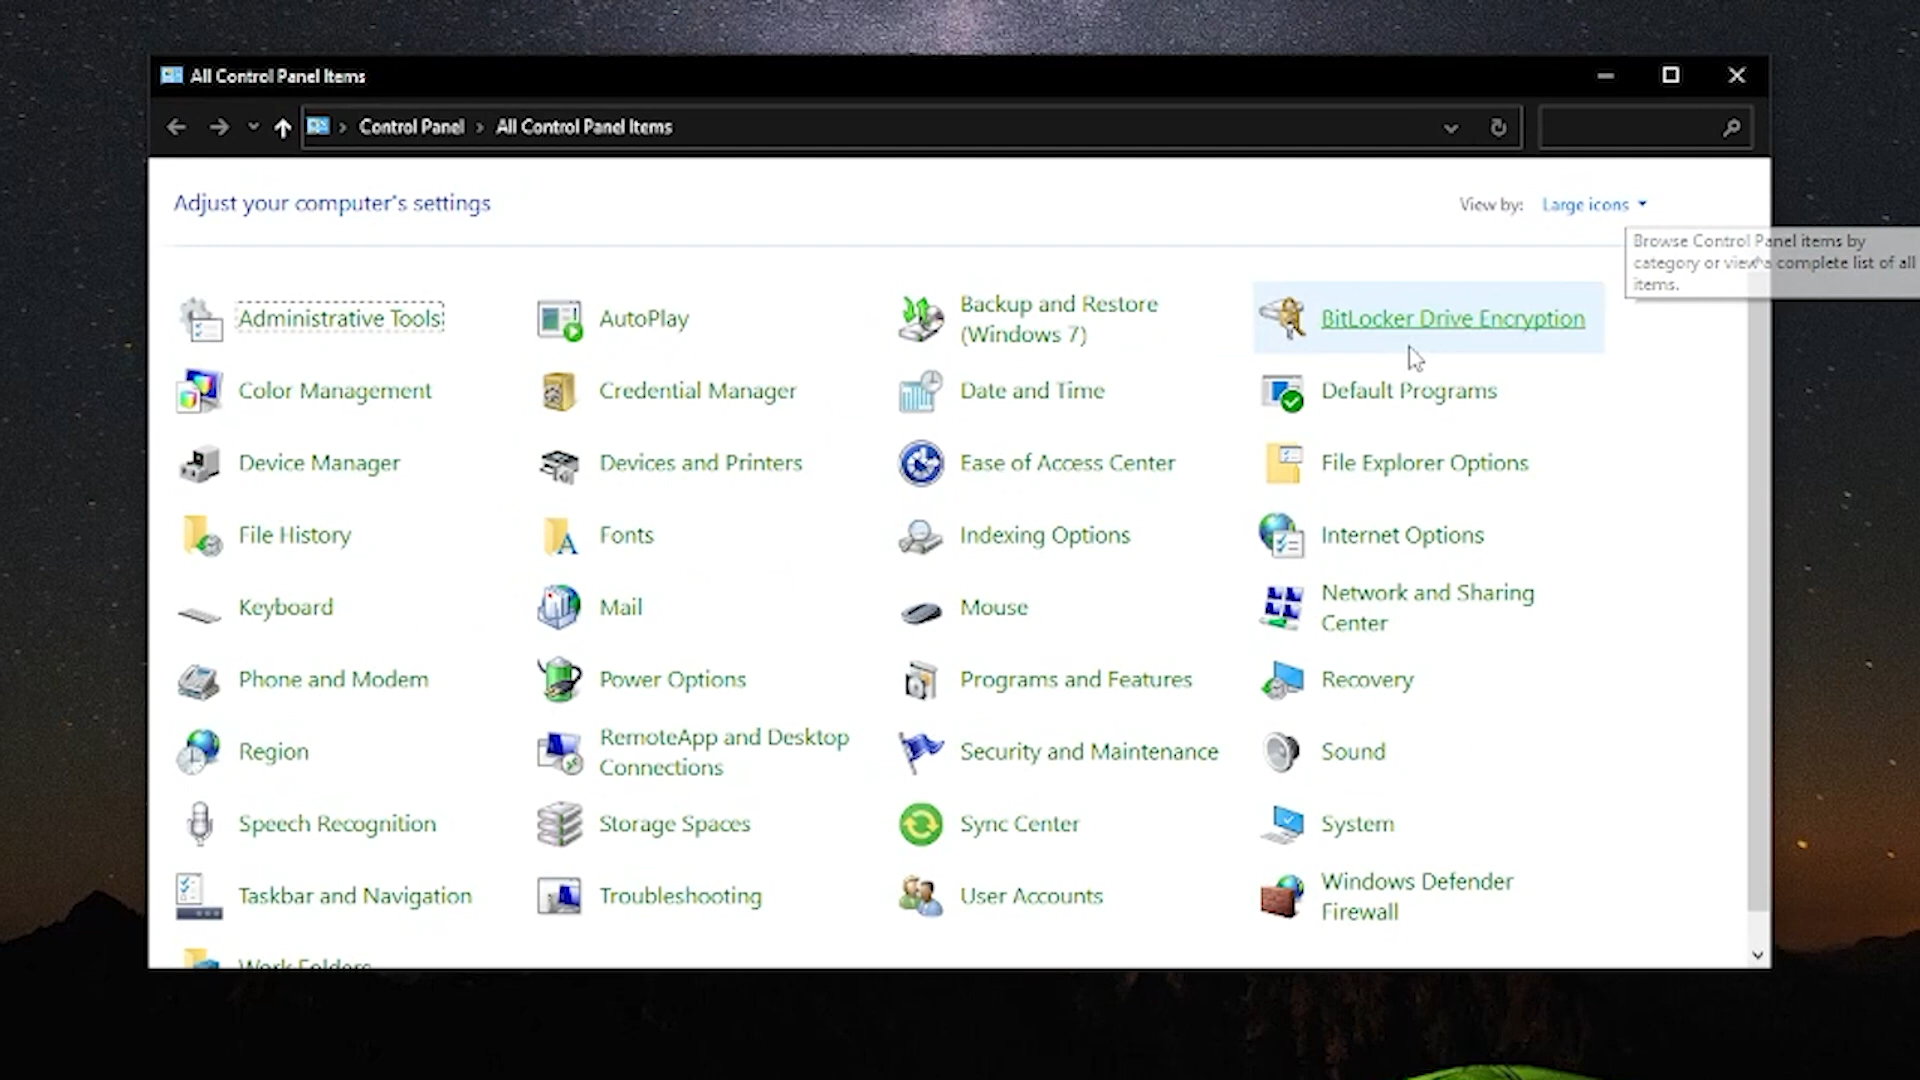 All Control Panel Items
Control Panel
All Control Panel Items
Adjust your computer's settings
View by:
Large icons
Browse Control Panel items by
category or view a complete list of all
items.
Administrative Tools
AutoPlay
Backup and Restore
(Windows 7)
BitLocker Drive Encryption
Color Management
Credential Manager
Date and Time
Default Programs
Device Manager
Devices and Printers
Ease of Access Center
File Explorer Options
File History
Fonts
Indexing Options
Internet Options
Keyboard
Mail
Mouse
Network and Sharing
Center
Phone and Modem
Power Options
Programs and Features
Recovery
Region
RemoteApp and Desktop
Connections
Security and Maintenance
Sound
Speech Recognition
Storage Spaces
Sync Center
System
Taskbar and Navigation
Troubleshooting
User Accounts
Windows Defender
Firewall
Work Folders